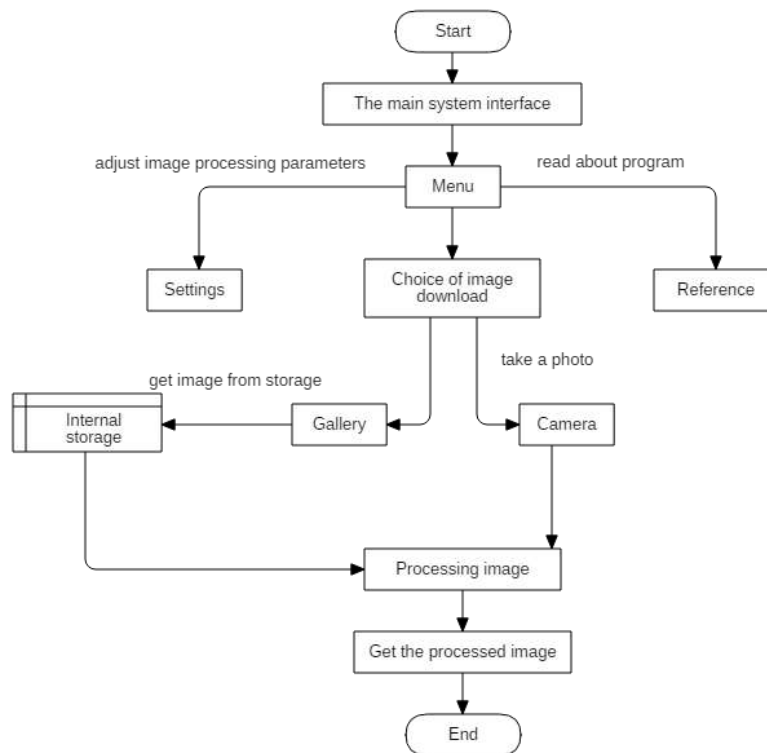 Start
The main system interface
adjust image processing parameters
read about program
Menu
Settings
Choice of image
download
Reference
take a photo
get image from storage
Internal
storage
Gallery
Camera
Processing image
Get the processed image
End